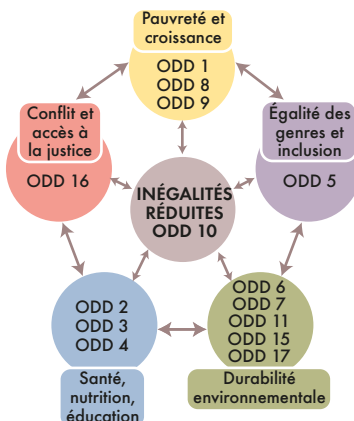 Pauvreté et
croissance
ODD 1
ODD 8
ODD 9
Conflit et
accès à
la justice
ODD 16
Égalité des
genres et
inclusion
ODD 5
INÉGALITÉS
RÉDUITES
ODD 10
ODD 2
ODD 3
ODD 4
Santé,
nutrition,
éducation
ODD 6
ODD 7
ODD 11
ODD 15
ODD 17
Durabilité
environnementale